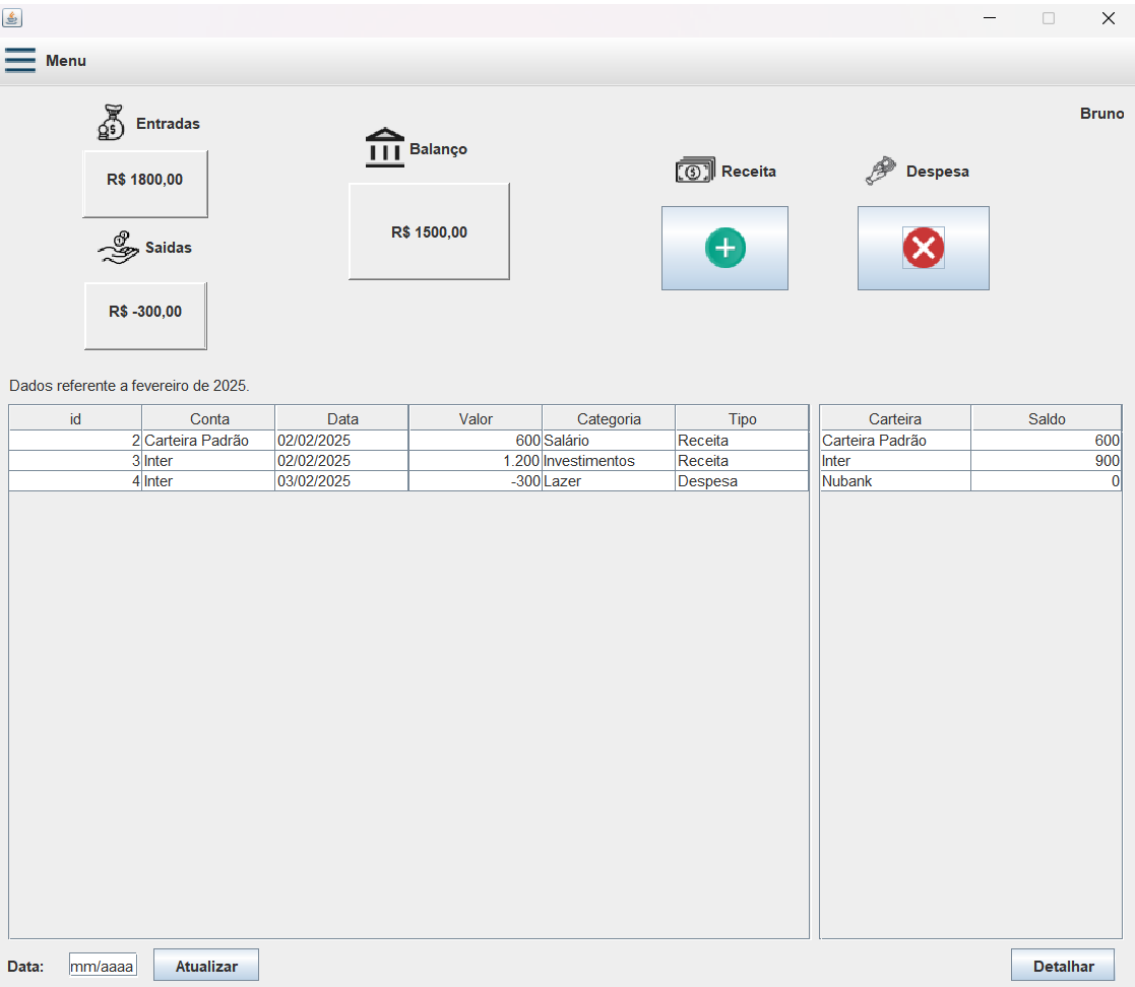 Menu
Bruno
Entradas
R$ 1800,00
Saidas
R$ -300,00
Balanço
R$ 1500,00
Receita
Despesa
Dados referente a fevereiro de 2025.
id Conta Data Valor Categoria Tipo
2 Carteira Padrão 02/02/2025 600 Salário Receita
3 Inter 02/02/2025 1.200 Investimentos Receita
4 Inter 03/02/2025 -300 Lazer Despesa
Carteira Saldo
Carteira Padrão 600
Inter 900
Nubank 0
Data: mm/aaaa Atualizar
Detalhar